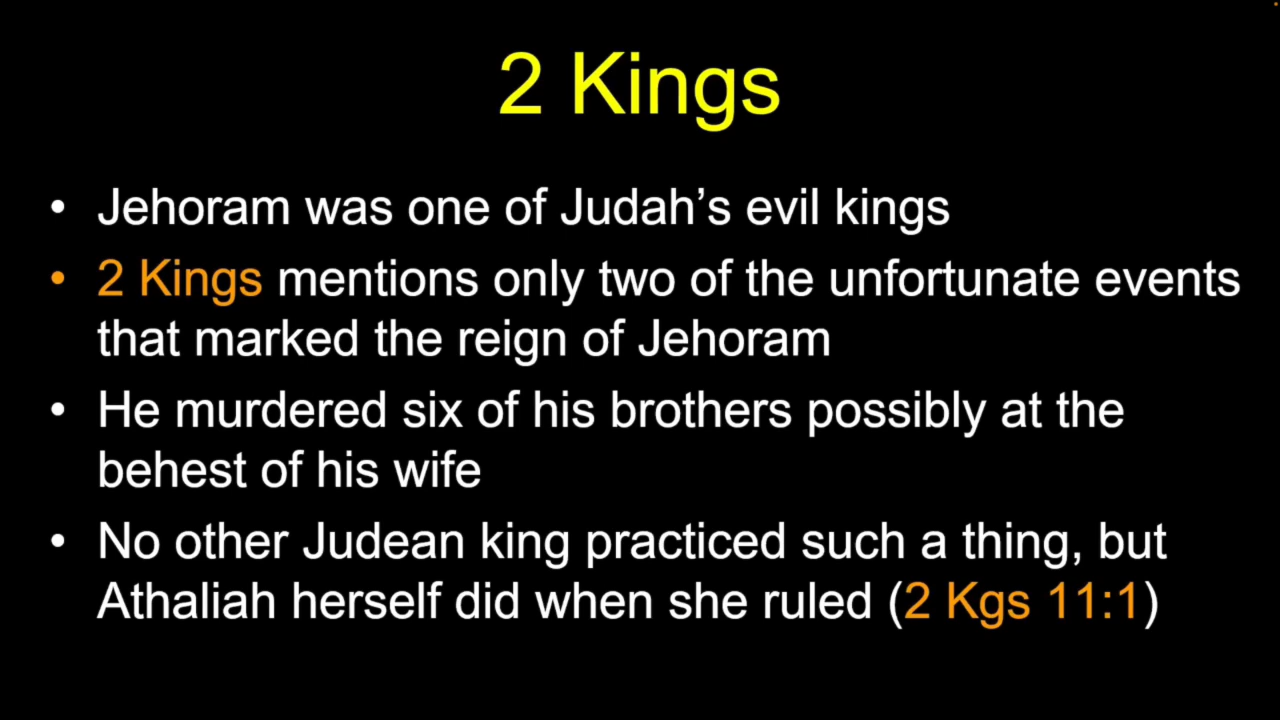 2 Kings
• Jehoram was one of Judah’s evil kings
• 2 Kings mentions only two of the unfortunate events
that marked the reign of Jehoram
• He murdered six of his brothers possibly at the
behest of his wife
• No other Judean king practiced such a thing, but
Athaliah herself did when she ruled (2 Kgs 11:1)